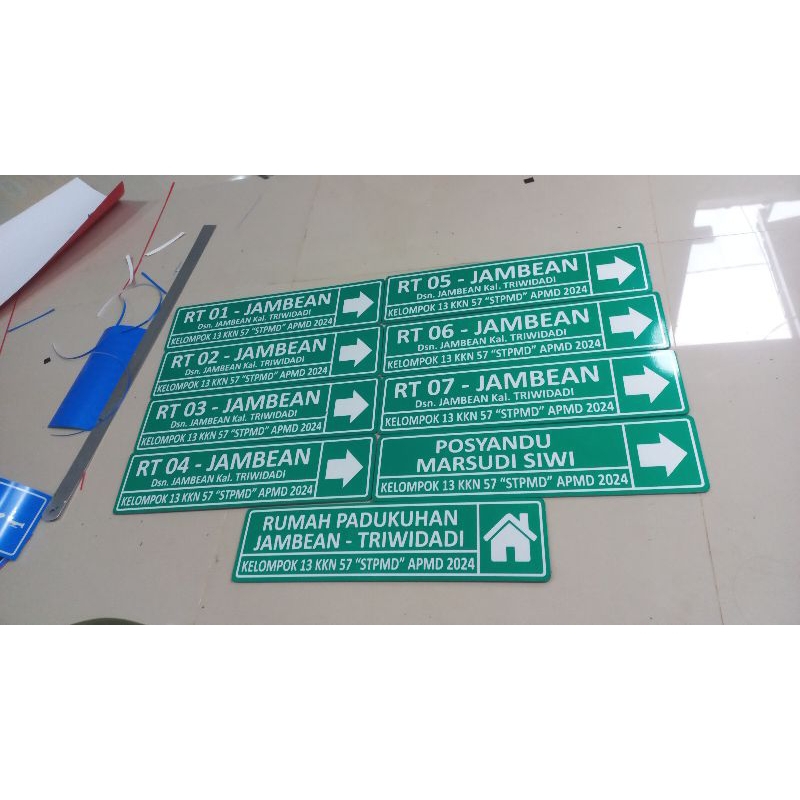 RT 01 - JAMBEAN
Dsn. JAMBEAN Kal. TRIWIDADI
KELOMPOK 13 KKN 57 "STPMD" APMD 2024
RT 02 - JAMBEAN
Dsn. JAMBEAN Kal. TRIWIDADI
KELOMPOK 13 KKN 57 "STPMD" APMD 2024
RT 03 - JAMBEAN
Dsn. JAMBEAN Kal. TRIWIDADI
KELOMPOK 13 KKN 57 "STPMD" APMD 2024
RT 04 - JAMBEAN
Dsn. JAMBEAN Kal. TRIWIDADI
KELOMPOK 13 KKN 57 "STPMD" APMD 2024
RT 05 - JAMBEAN
Dsn. JAMBEAN Kal. TRIWIDADI
KELOMPOK 13 KKN 57 "STPMD" APMD 2024
RT 06 - JAMBEAN
Dsn. JAMBEAN Kal. TRIWIDADI
KELOMPOK 13 KKN 57 "STPMD" APMD 2024
RT 07 - JAMBEAN
Dsn. JAMBEAN Kal. TRIWIDADI
KELOMPOK 13 KKN 57 "STPMD" APMD 2024
POSYANDU
MARSUDI SIWI
KELOMPOK 13 KKN 57 "STPMD" APMD 2024
RUMAH PADUKUHAN
JAMBEAN - TRIWIDADI
KELOMPOK 13 KKN 57 "STPMD" APMD 2024